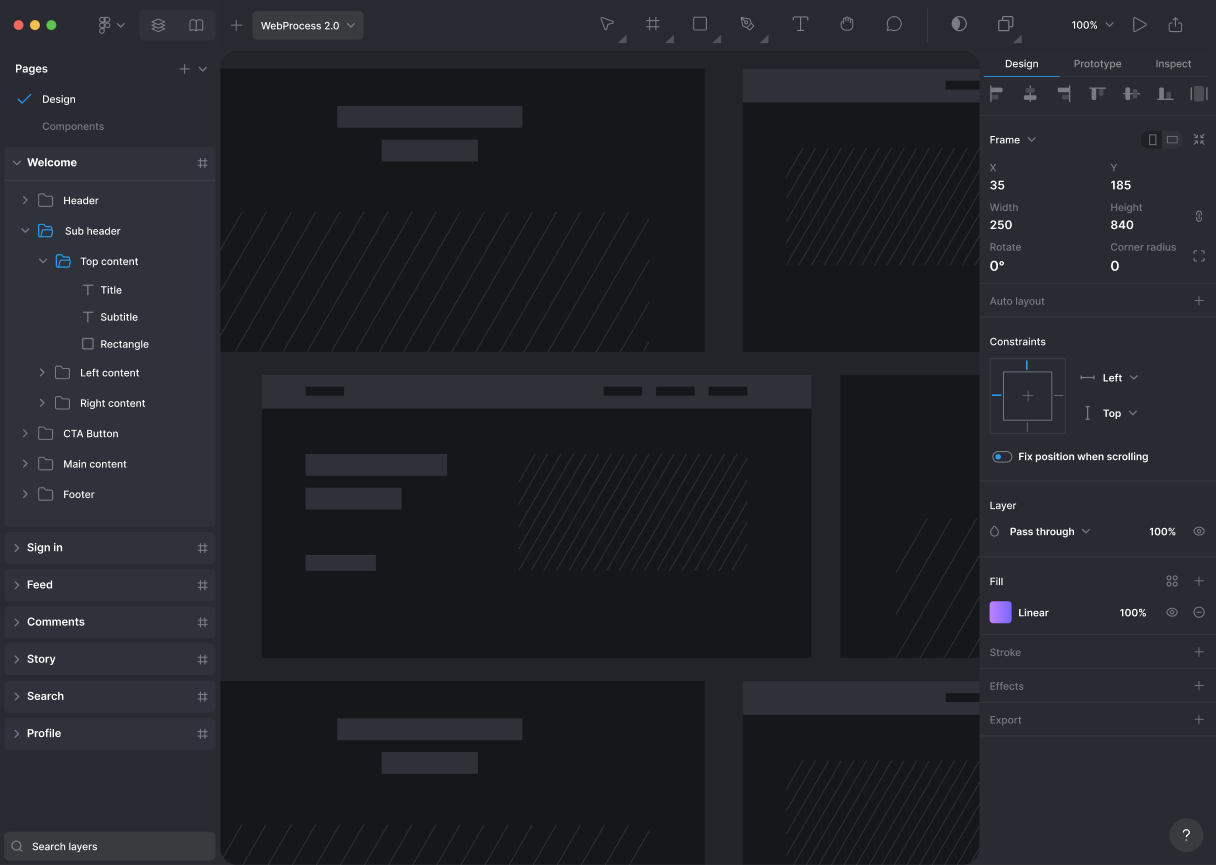 WebProcess 2.0
100%
Pages
Design
Components
Welcome
Header
Sub header
Top content
Title
Subtitle
Rectangle
Left content
Right content
CTA Button
Main content
Footer
Sign in
Feed
Comments
Story
Search
Profile
Search layers
Design Prototype Inspect
Frame
X Y
35 185
Width Height
250 840
Rotate Corner radius
0° 0
Auto layout
Constraints
Left
Top
Fix position when scrolling
Layer
Pass through 100%
Fill
Linear 100%
Stroke
Effects
Export
?